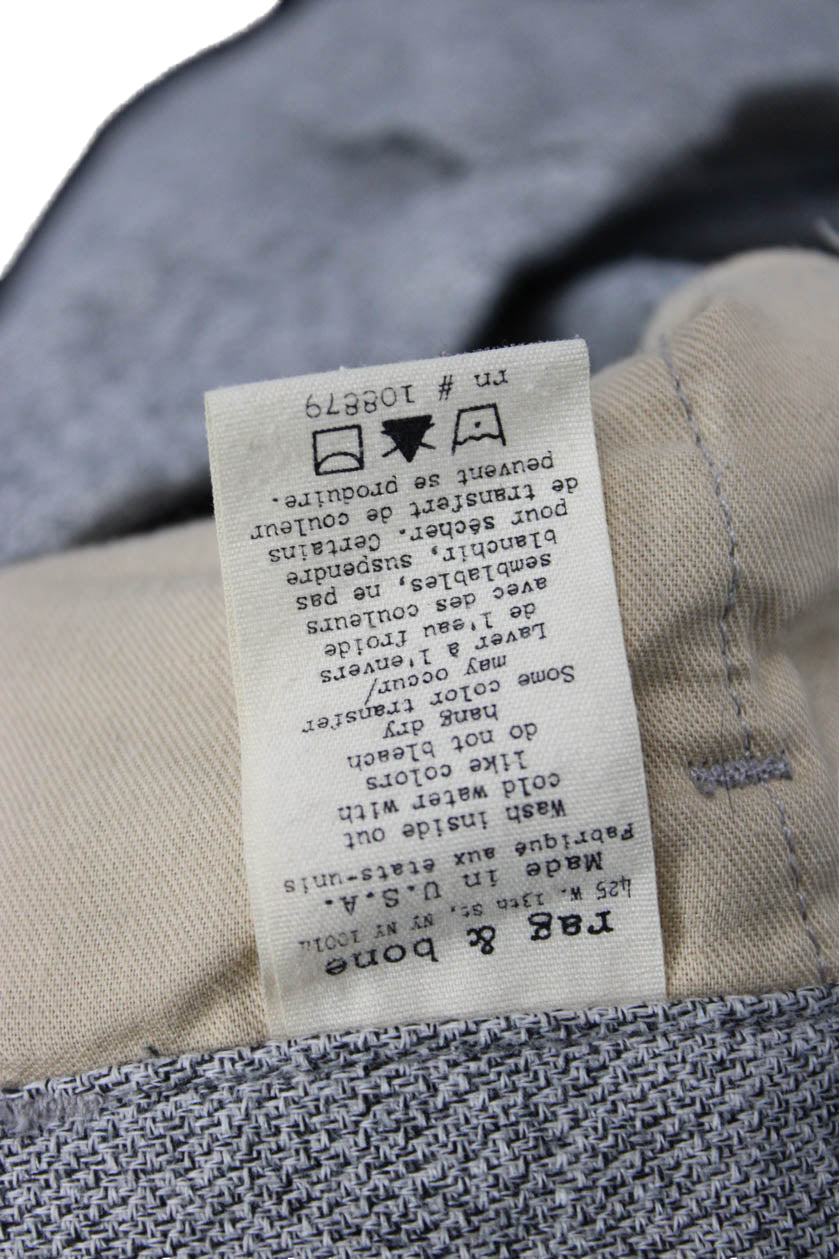 rag & bone
425 W. 13th St, NY NY 10014
Made in U.S.A.
Fabriqué aux états-unis
Wash inside out
cold water with
like colors
do not bleach
hang dry
Some color transfer
may occur/
Laver à l'envers
de l'eau froide
avec des couleurs
semblables, ne pas
blanchir, suspendre
pour sécher. Certains
de transfert de couleur
peuvent se produire.
rn # 108879